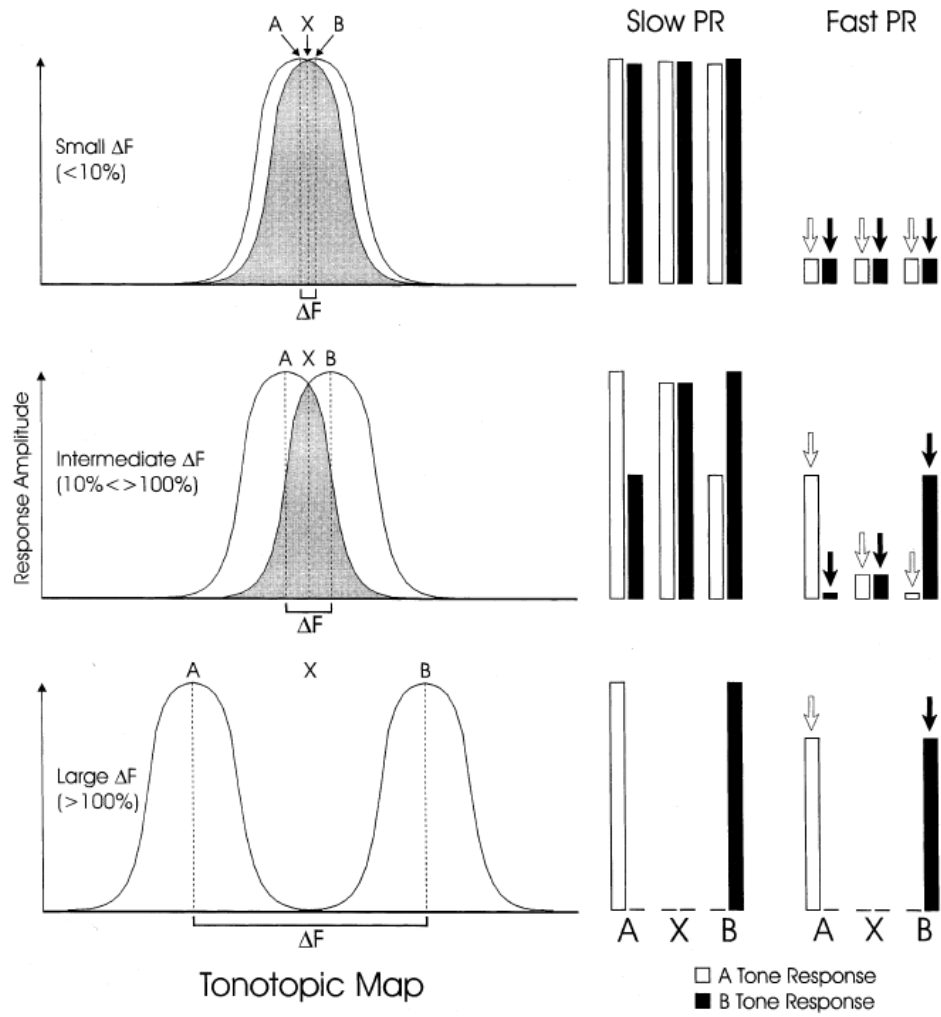 A X B
Slow PR
Fast PR
Small ΔF
(<10%)
ΔF
A X B
Response Amplitude
Intermediate ΔF
(10%<>100%)
ΔF
A X B
Large ΔF
(>100%)
ΔF
A X B
A X B
Tonotopic Map
A Tone Response
B Tone Response